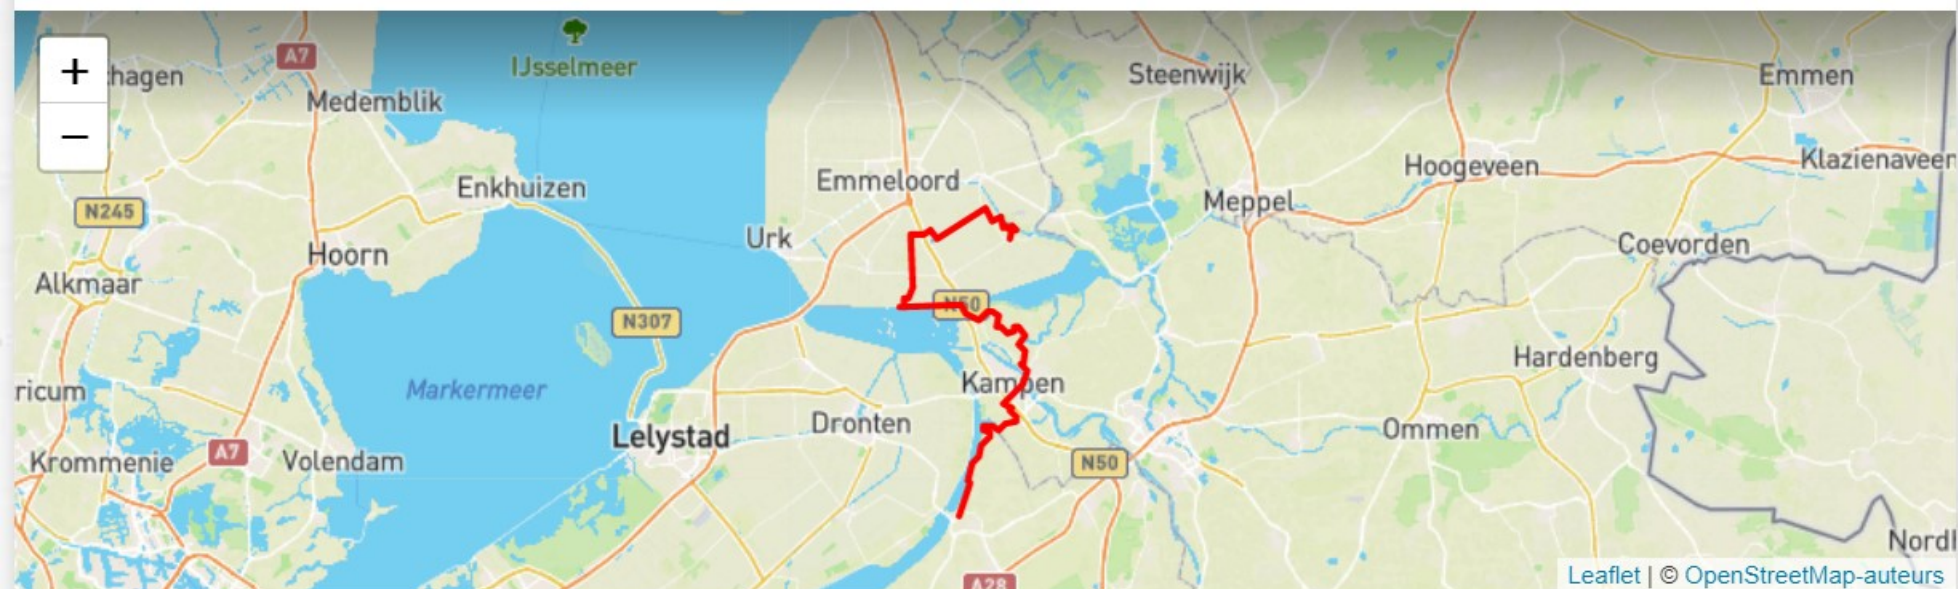 +
−
chagen
A7
IJsselmeer
Steenwijk
Emmen
Medemblik
Emmeloord
Hoogeveen
Klazienaveen
Enkhuizen
Meppel
N245
Urk
Hoorn
Coevorden
Alkmaar
N50
N307
Hardenberg
ricum
Markermeer
Kampen
Dronten
Lelystad
Ommen
A7
Krommenie
Volendam
N50
Nordl
A28
Leaflet | © OpenStreetMap-auteurs